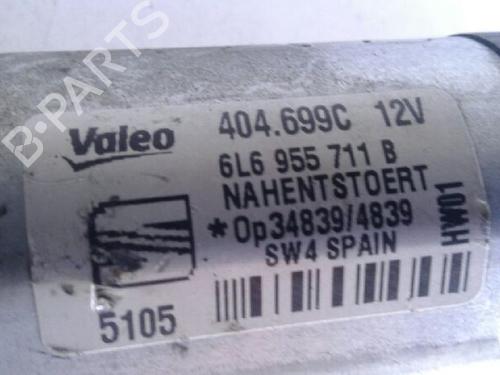 B-PARTS
Valeo
404.699C 12V
6L6 955 711 B
NAHENTSTOERT
*Op34839/4839
SW4 SPAIN
HW01
5105